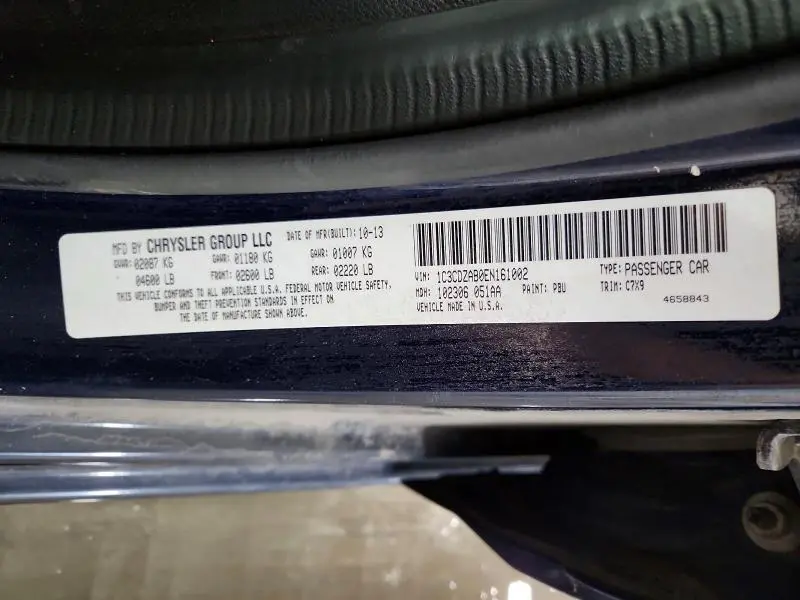 MFD BY CHRYSLER GROUP LLC DATE OF MFR(BUILT): 10-13
GVWR: 02087 KG GAWR: 01180 KG GAWR: 01007 KG
04600 LB FRONT: 02600 LB REAR: 02220 LB
THIS VEHICLE CONFORMS TO ALL APPLICABLE U.S.A. FEDERAL MOTOR VEHICLE SAFETY,
BUMPER AND THEFT PREVENTION STANDARDS IN EFFECT ON
THE DATE OF MANUFACTURE SHOWN ABOVE.
VIN: 1C3CDZAB0EN161002 TYPE: PASSENGER CAR
MDH: 102306 051AA PAINT: PBU TRIM: C7X9
VEHICLE MADE IN U.S.A. 4658843